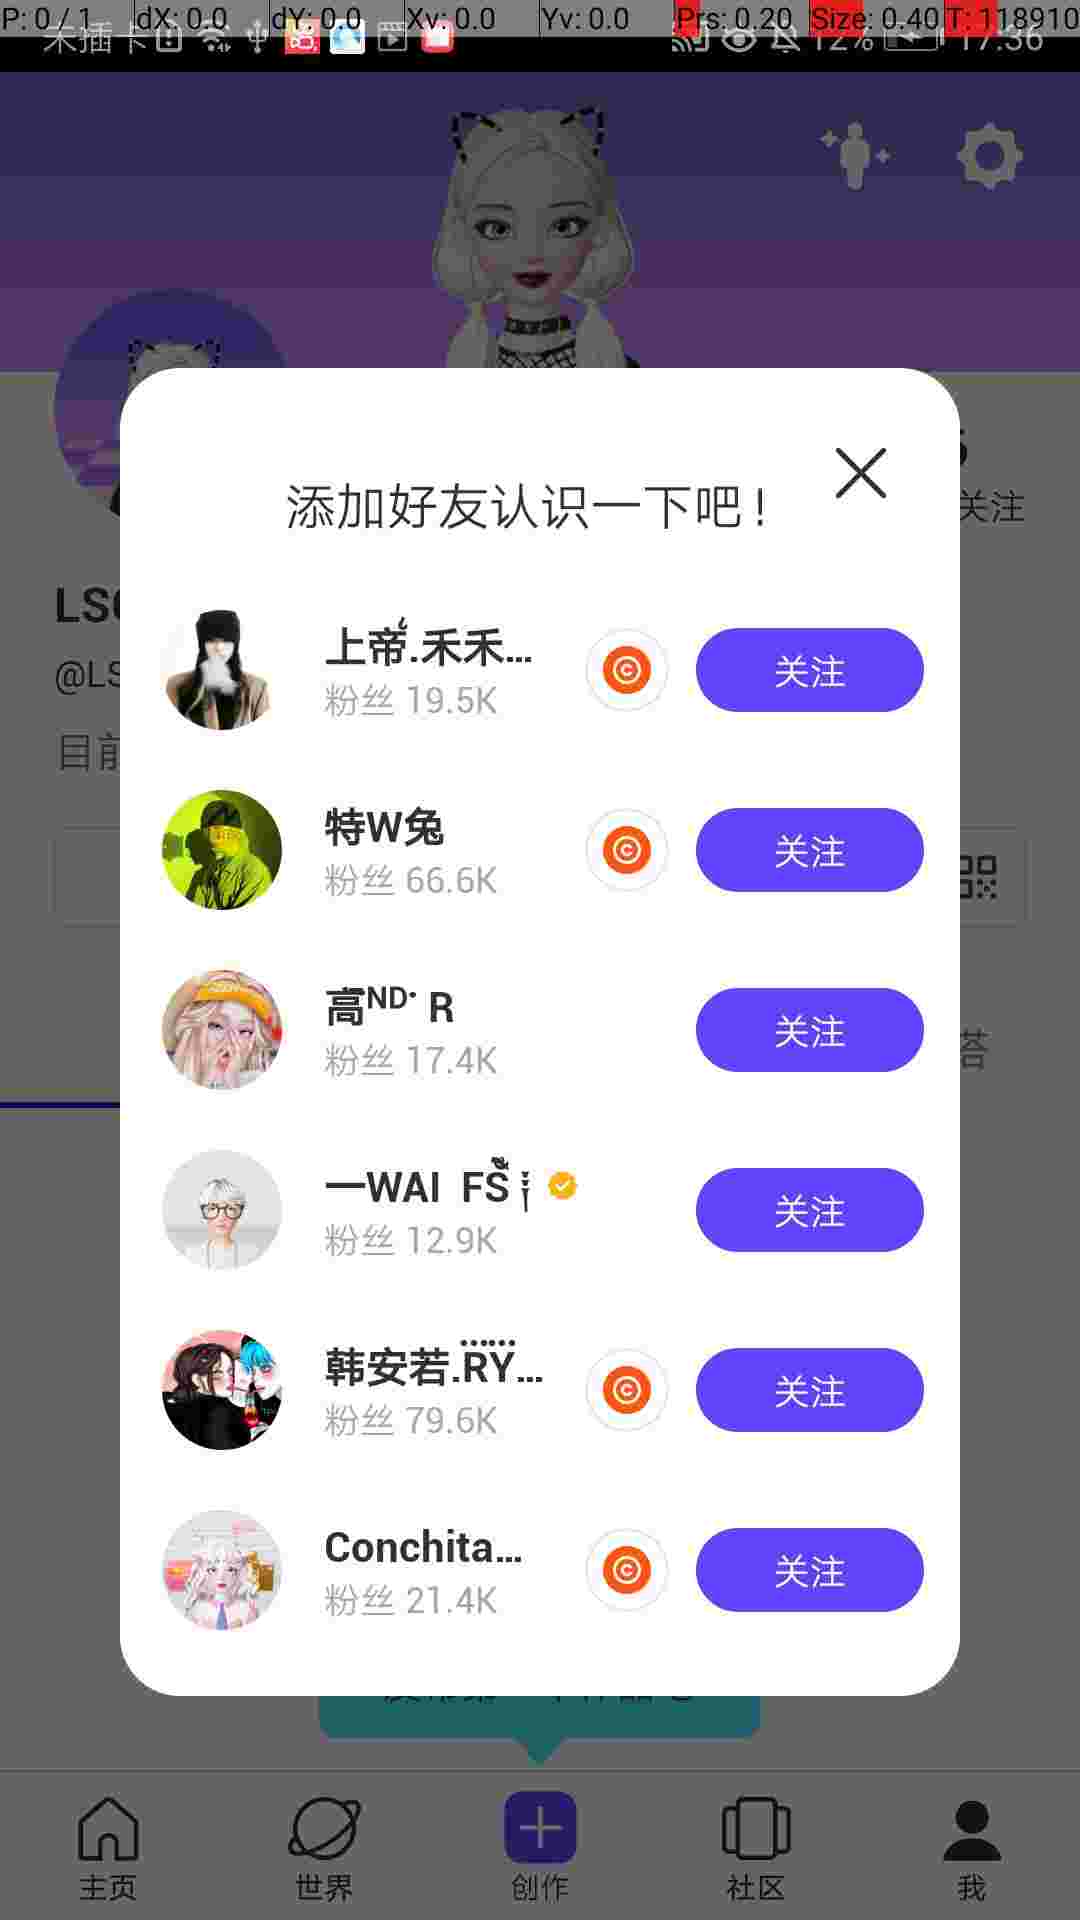 P: 0 / 1 dX: 0.0 dY: 0.0 Xv: 0.0 Yv: 0.0 Prs: 0.20 Size: 0.40 T: 118910
未插卡 12% 17:36
关注
添加好友认识一下吧!
LS
@LS
目前
上帝.禾禾...
粉丝 19.5K
关注
特W兔
粉丝 66.6K
关注
高ᴺᴰ· R
粉丝 17.4K
关注
一WAI FS
粉丝 12.9K
关注
韩安若.RY...
粉丝 79.6K
关注
Conchita...
粉丝 21.4K
关注
主页 世界 创作 社区 我